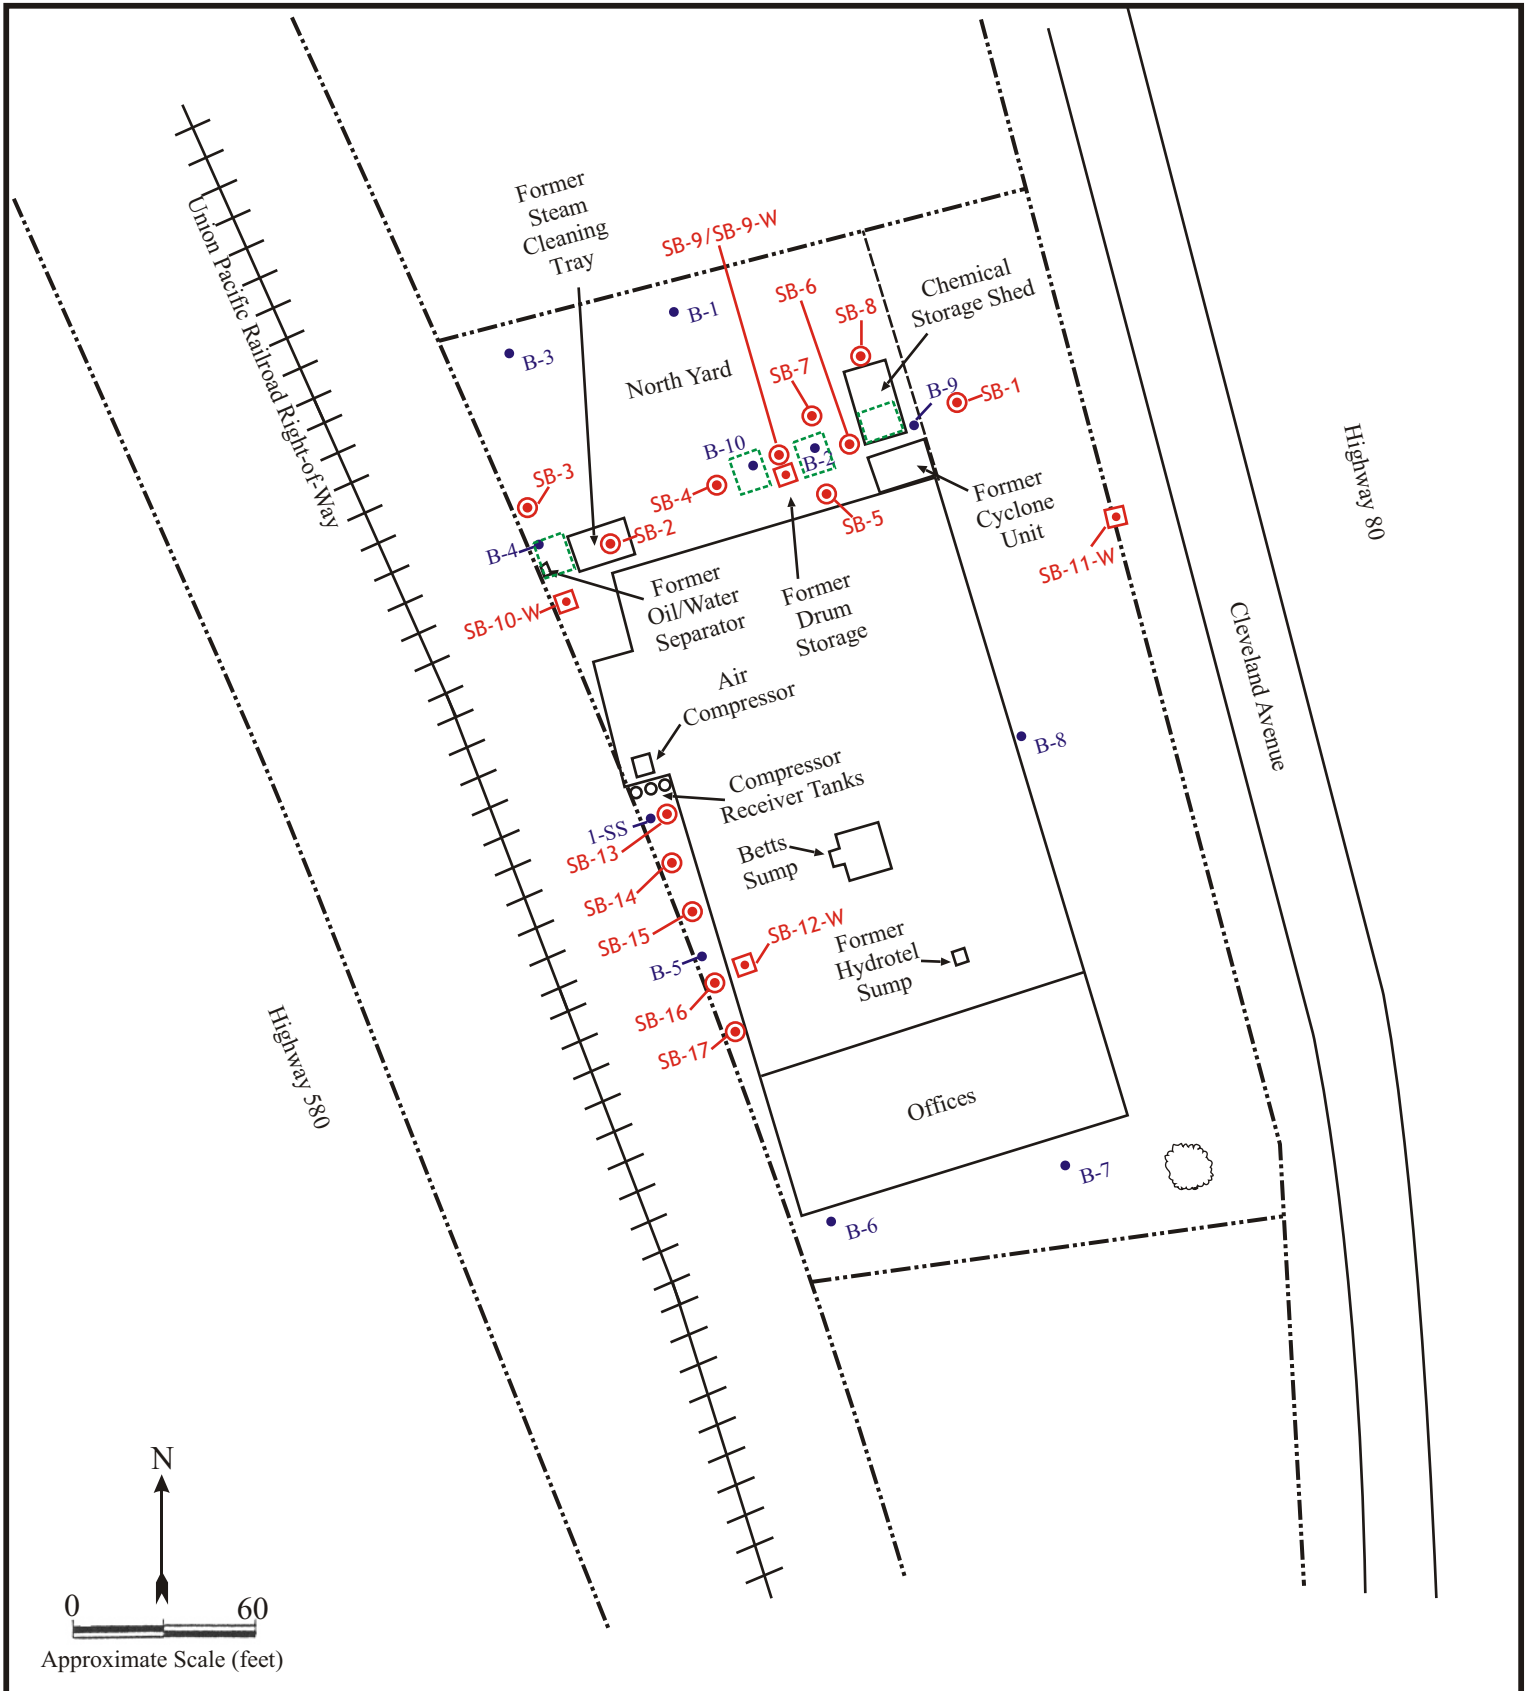 Former
Steam
Cleaning
Tray
SB-9/SB-9-W
SB-6
SB-8
Chemical
Storage Shed
B-1
B-3
North Yard
SB-7
B-9
SB-1
Union Pacific Railroad Right-of-Way
B-10
B-2
SB-3
SB-4
SB-5
Former
Cyclone
Unit
Highway 80
SB-2
B-4
SB-11-W
Former
Oil/Water
Separator
Former
Drum
Storage
SB-10-W
Air
Compressor
Cleveland Avenue
B-8
Compressor
Receiver Tanks
1-SS
SB-13
Betts
Sump
SB-14
SB-15
SB-12-W
Former
Hydrotel
Sump
B-5
SB-16
SB-17
Highway 580
Offices
B-7
B-6
N
0 60
Approximate Scale (feet)